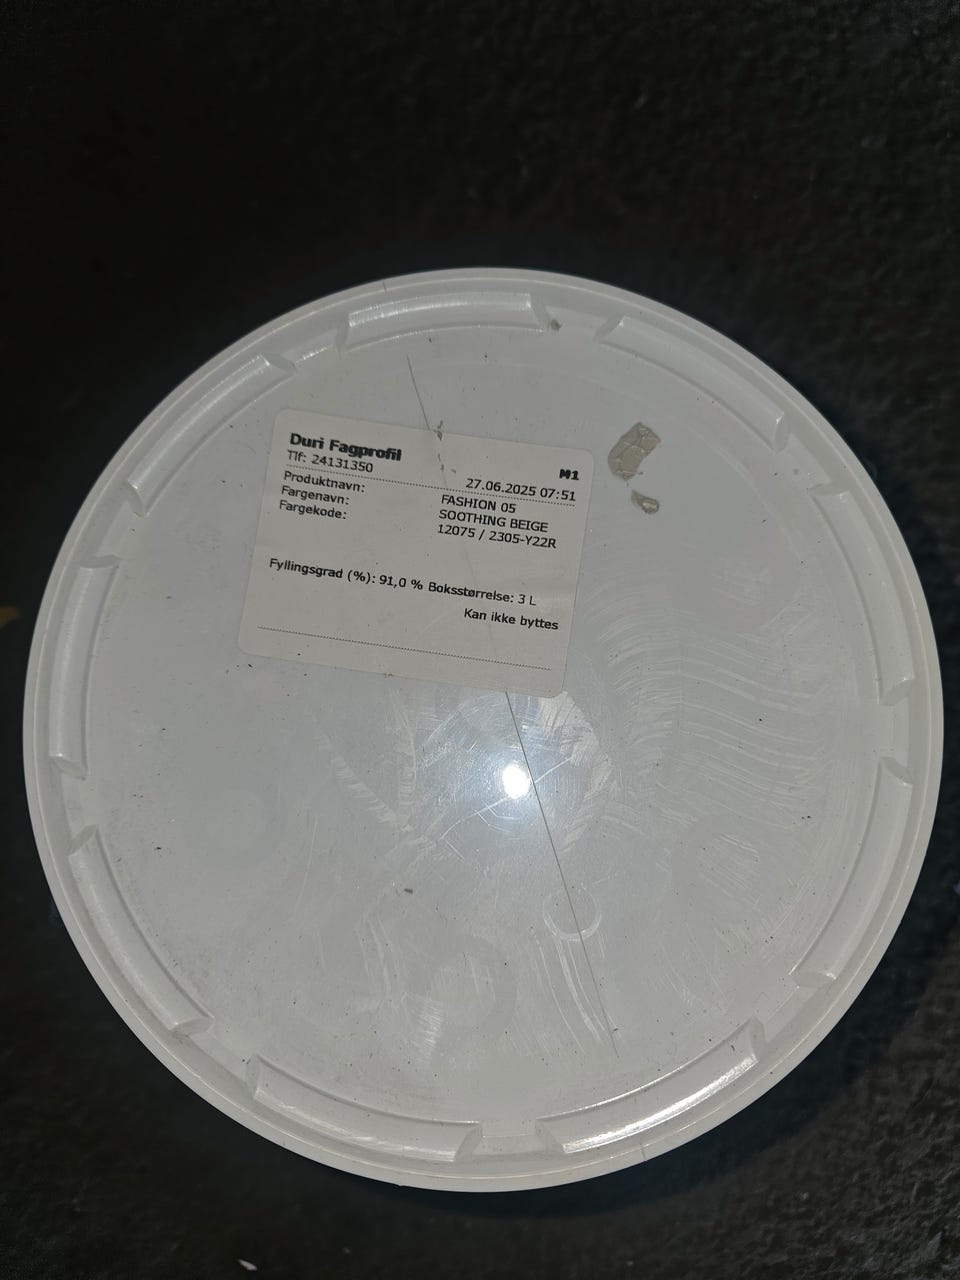 Duri Fagprofil
Tlf: 24131350
M1
27.06.2025 07:51
Produktnavn: FASHION 05
Fargenavn: SOOTHING BEIGE
Fargekode: 12075 / 2305-Y22R
Fyllingsgrad (%): 91,0 % Boksstørrelse: 3 L
Kan ikke byttes